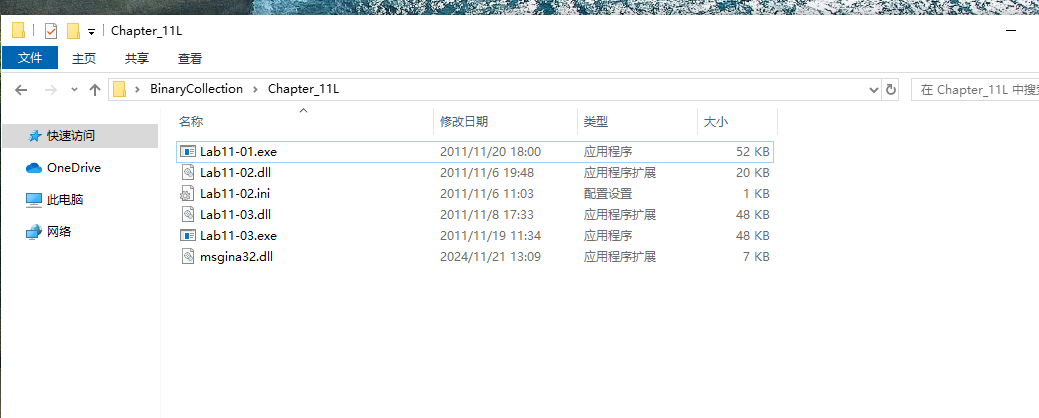 Chapter_11L
文件 主页 共享 查看
BinaryCollection Chapter_11L 在 Chapter_11L 中搜
快速访问
OneDrive
此电脑
网络
名称 修改日期 类型 大小
Lab11-01.exe 2011/11/20 18:00 应用程序 52 KB
Lab11-02.dll 2011/11/6 19:48 应用程序扩展 20 KB
Lab11-02.ini 2011/11/6 11:03 配置设置 1 KB
Lab11-03.dll 2011/11/8 17:33 应用程序扩展 48 KB
Lab11-03.exe 2011/11/19 11:34 应用程序 48 KB
msgina32.dll 2024/11/21 13:09 应用程序扩展 7 KB